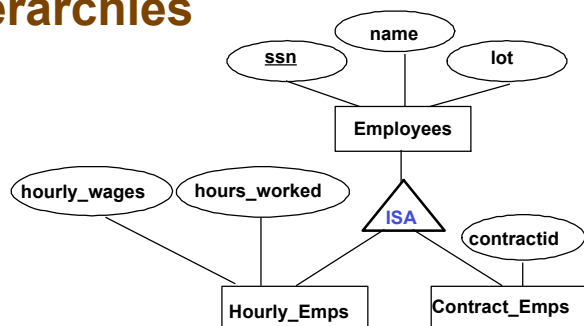 erarchies
name
ssn
lot
Employees
hourly_wages
hours_worked
ISA
contractid
Hourly_Emps
Contract_Emps